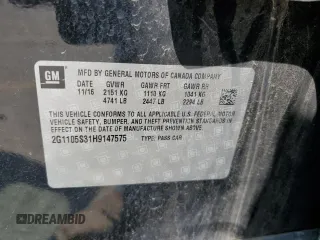 GM
MFD BY GENERAL MOTORS OF CANADA COMPANY
DATE GVWR GAWR FRT GAWR RR
11/16 2151 KG 1110 KG 1041 KG
4741 LB 2447 LB 2294 LB
THIS VEHICLE CONFORMS TO ALL APPLICABLE U.S. FEDERAL MOTOR
VEHICLE SAFETY, BUMPER, AND THEFT PREVENTION STANDARDS IN EFFECT
ON THE DATE OF MANUFACTURE SHOWN ABOVE.
2G1105S31H9147575 TYPE: PASS CAR